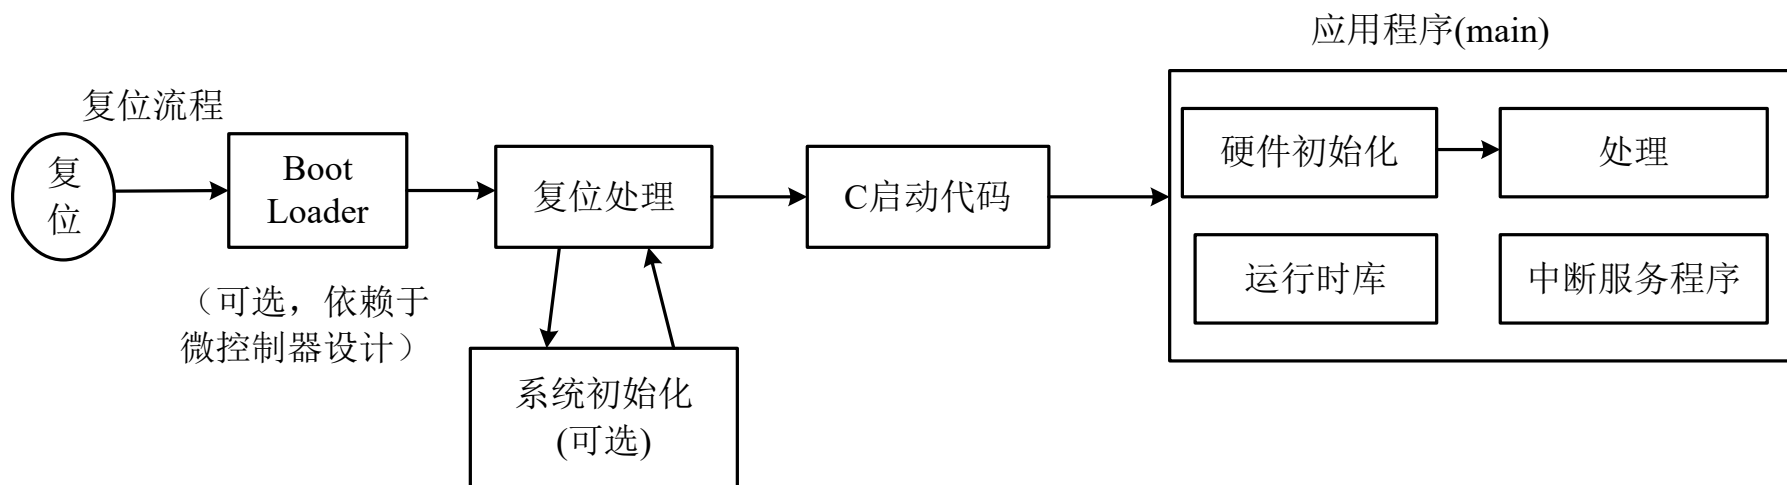 应用程序(main)
复位流程
复
位
Boot
Loader
复位处理
C启动代码
硬件初始化
处理
运行时库
中断服务程序
（可选，依赖于
微控制器设计）
系统初始化
(可选)